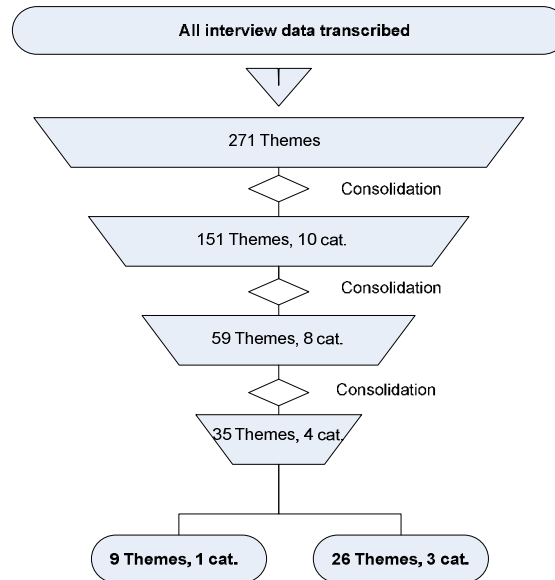 All interview data transcribed
271 Themes
Consolidation
151 Themes, 10 cat.
Consolidation
59 Themes, 8 cat.
Consolidation
35 Themes, 4 cat.
9 Themes, 1 cat.
26 Themes, 3 cat.